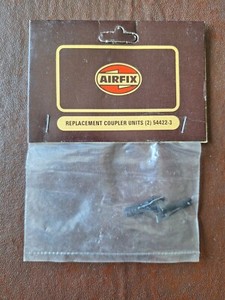 AIRFIX
REPLACEMENT COUPLER UNITS (2) 54422-3